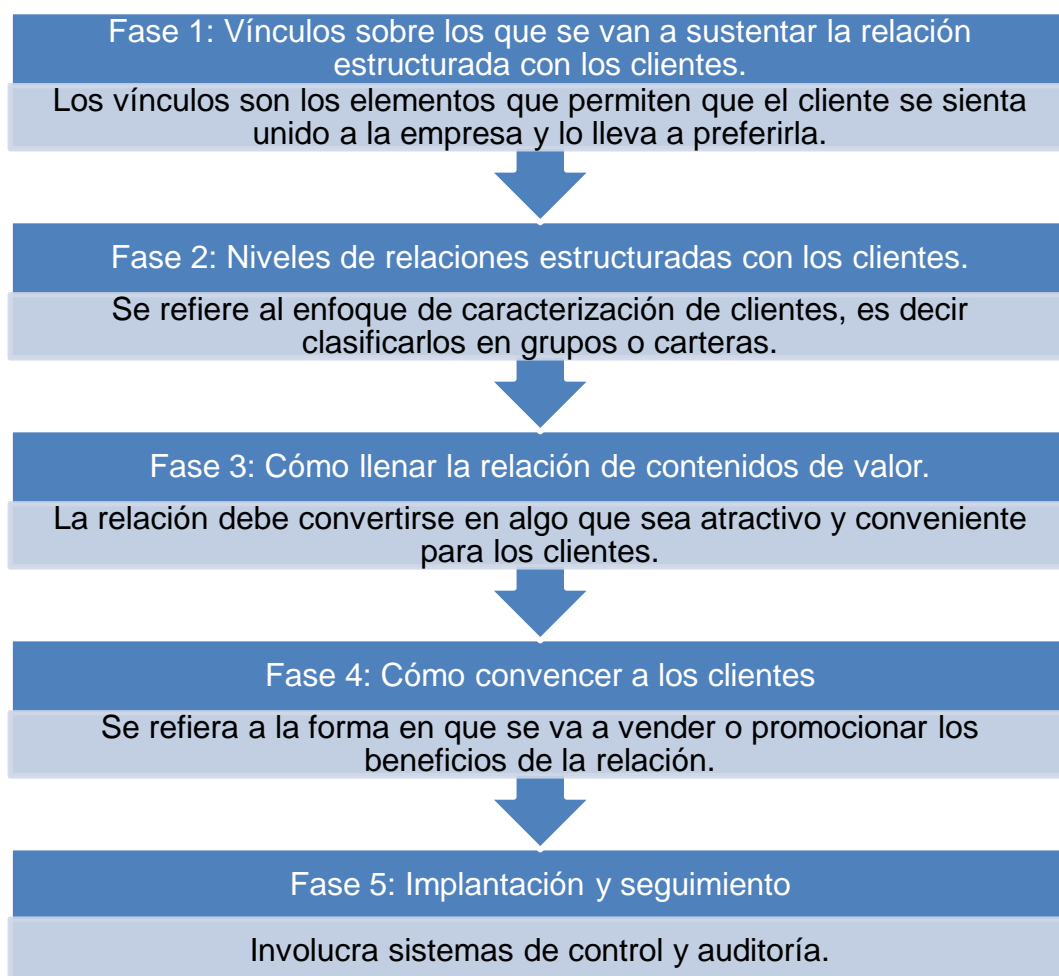 Fase 1: Vínculos sobre los que se van a sustentar la relación
estructurada con los clientes.
Los vínculos son los elementos que permiten que el cliente se sienta
unido a la empresa y lo lleva a preferirla.
Fase 2: Niveles de relaciones estructuradas con los clientes.
Se refiere al enfoque de caracterización de clientes, es decir
clasificarlos en grupos o carteras.
Fase 3: Cómo llenar la relación de contenidos de valor.
La relación debe convertirse en algo que sea atractivo y conveniente
para los clientes.
Fase 4: Cómo convencer a los clientes
Se refiera a la forma en que se va a vender o promocionar los
beneficios de la relación.
Fase 5: Implantación y seguimiento
Involucra sistemas de control y auditoría.